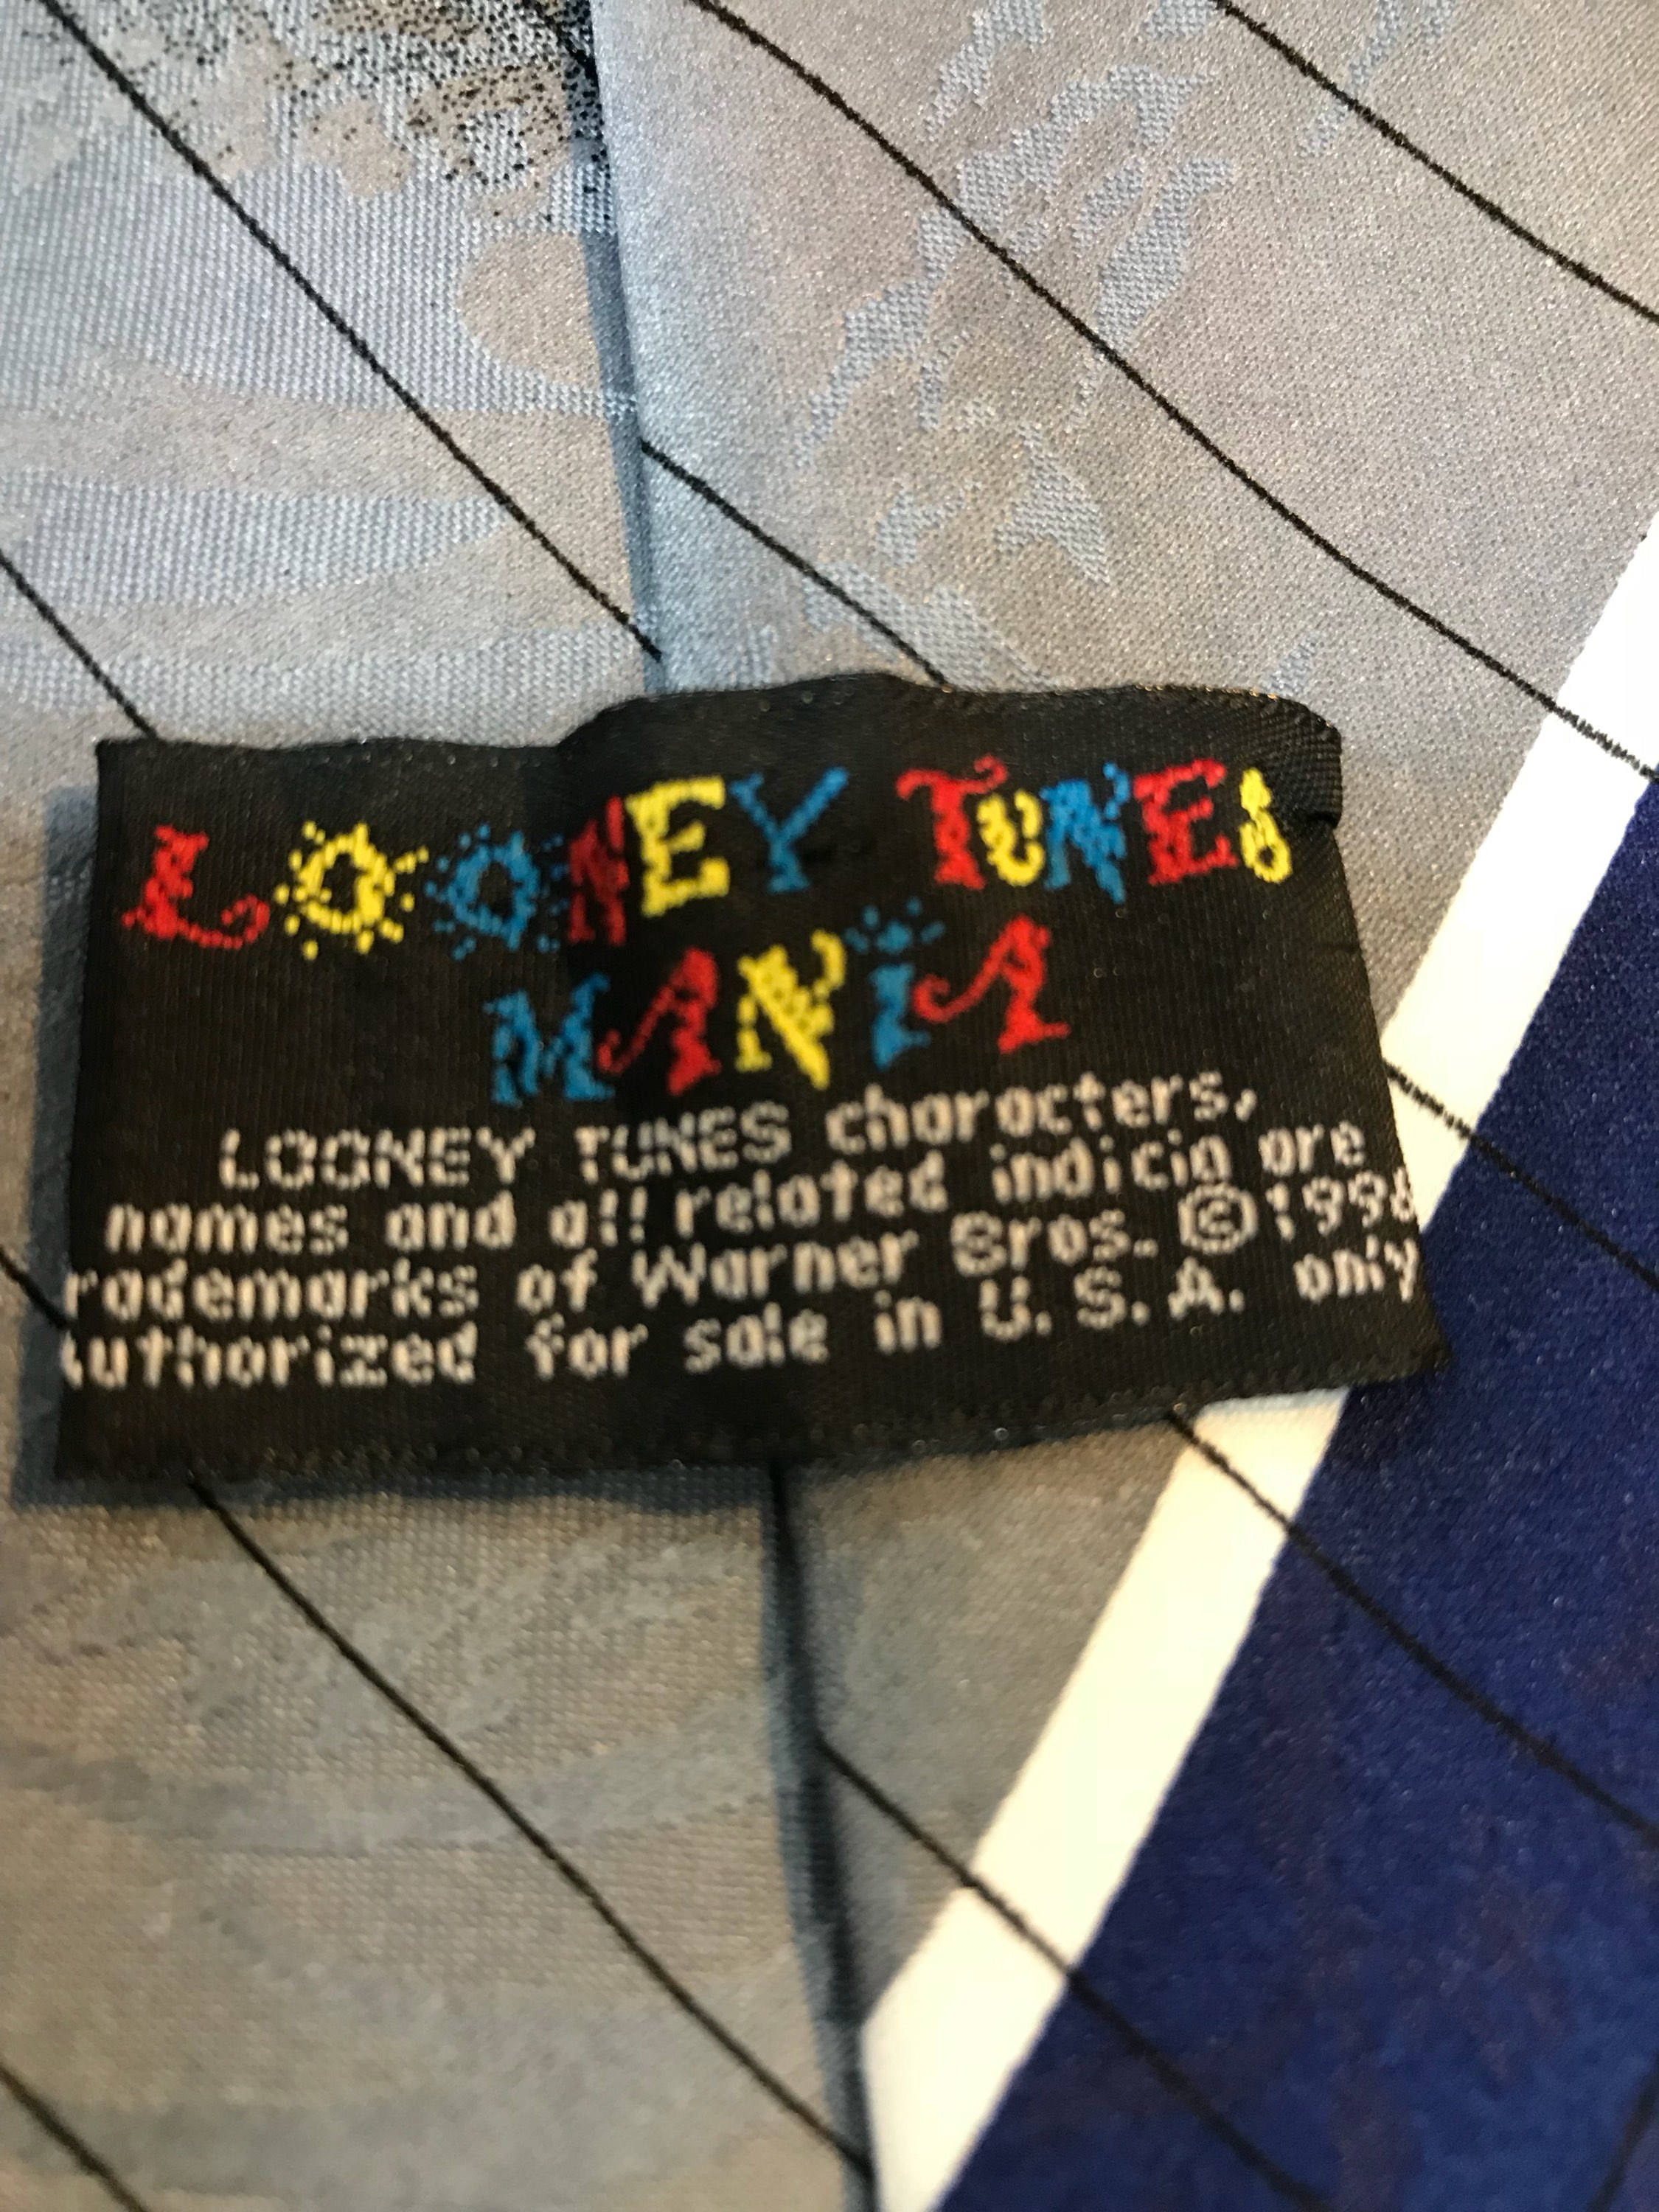 LOONEY TUNES
MANIA
LOONEY TUNES characters,
names and all related indicia are
rademarks of Warner Bros. ©199
uthorized for sale in U.S.A. only